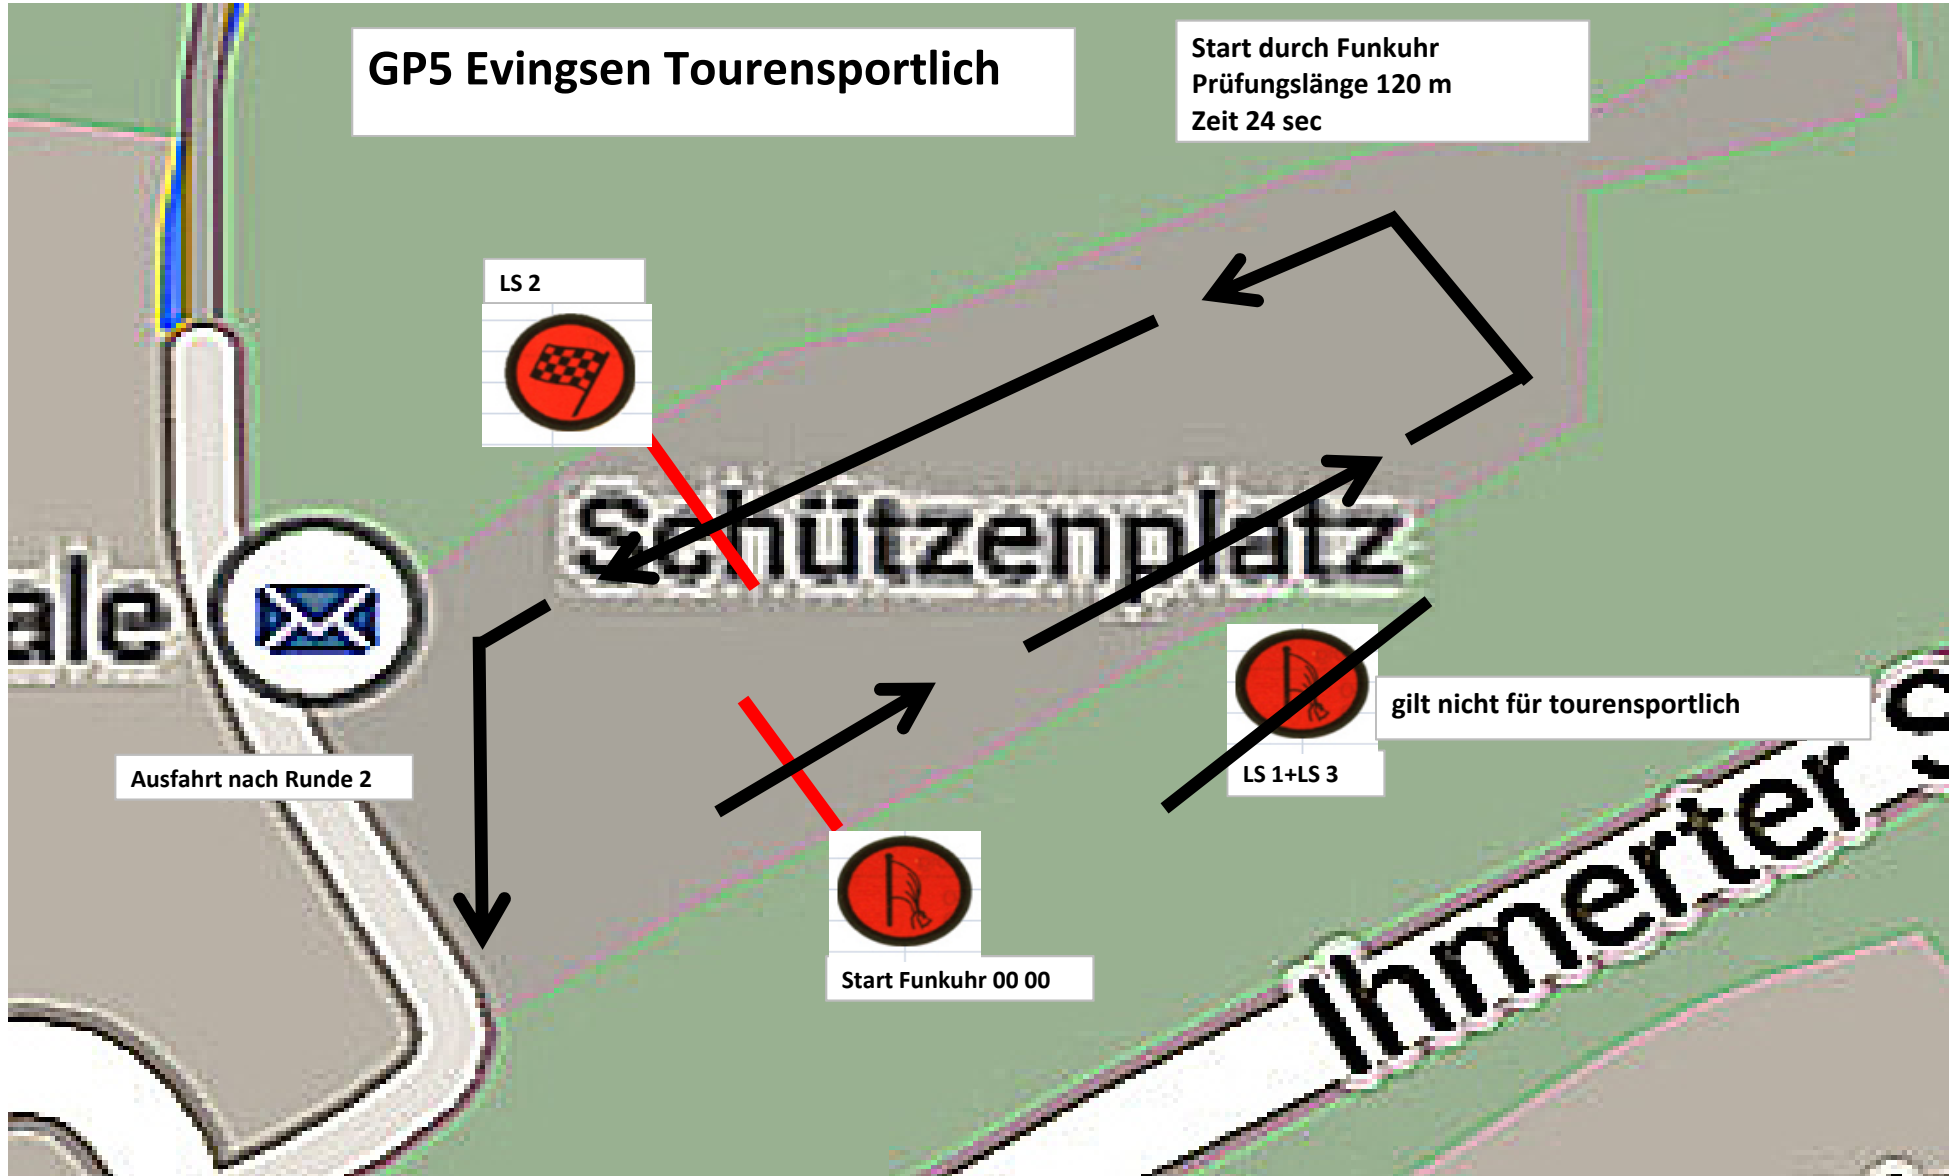 GP5 Evingsen Tourensportlich
Start durch Funkuhr
Prüfungslänge 120 m
Zeit 24 sec
LS 2
Schützenplatz
ale
gilt nicht für tourensportlich
LS 1+LS 3
Ausfahrt nach Runde 2
Start Funkuhr 00 00
Ihmerter S